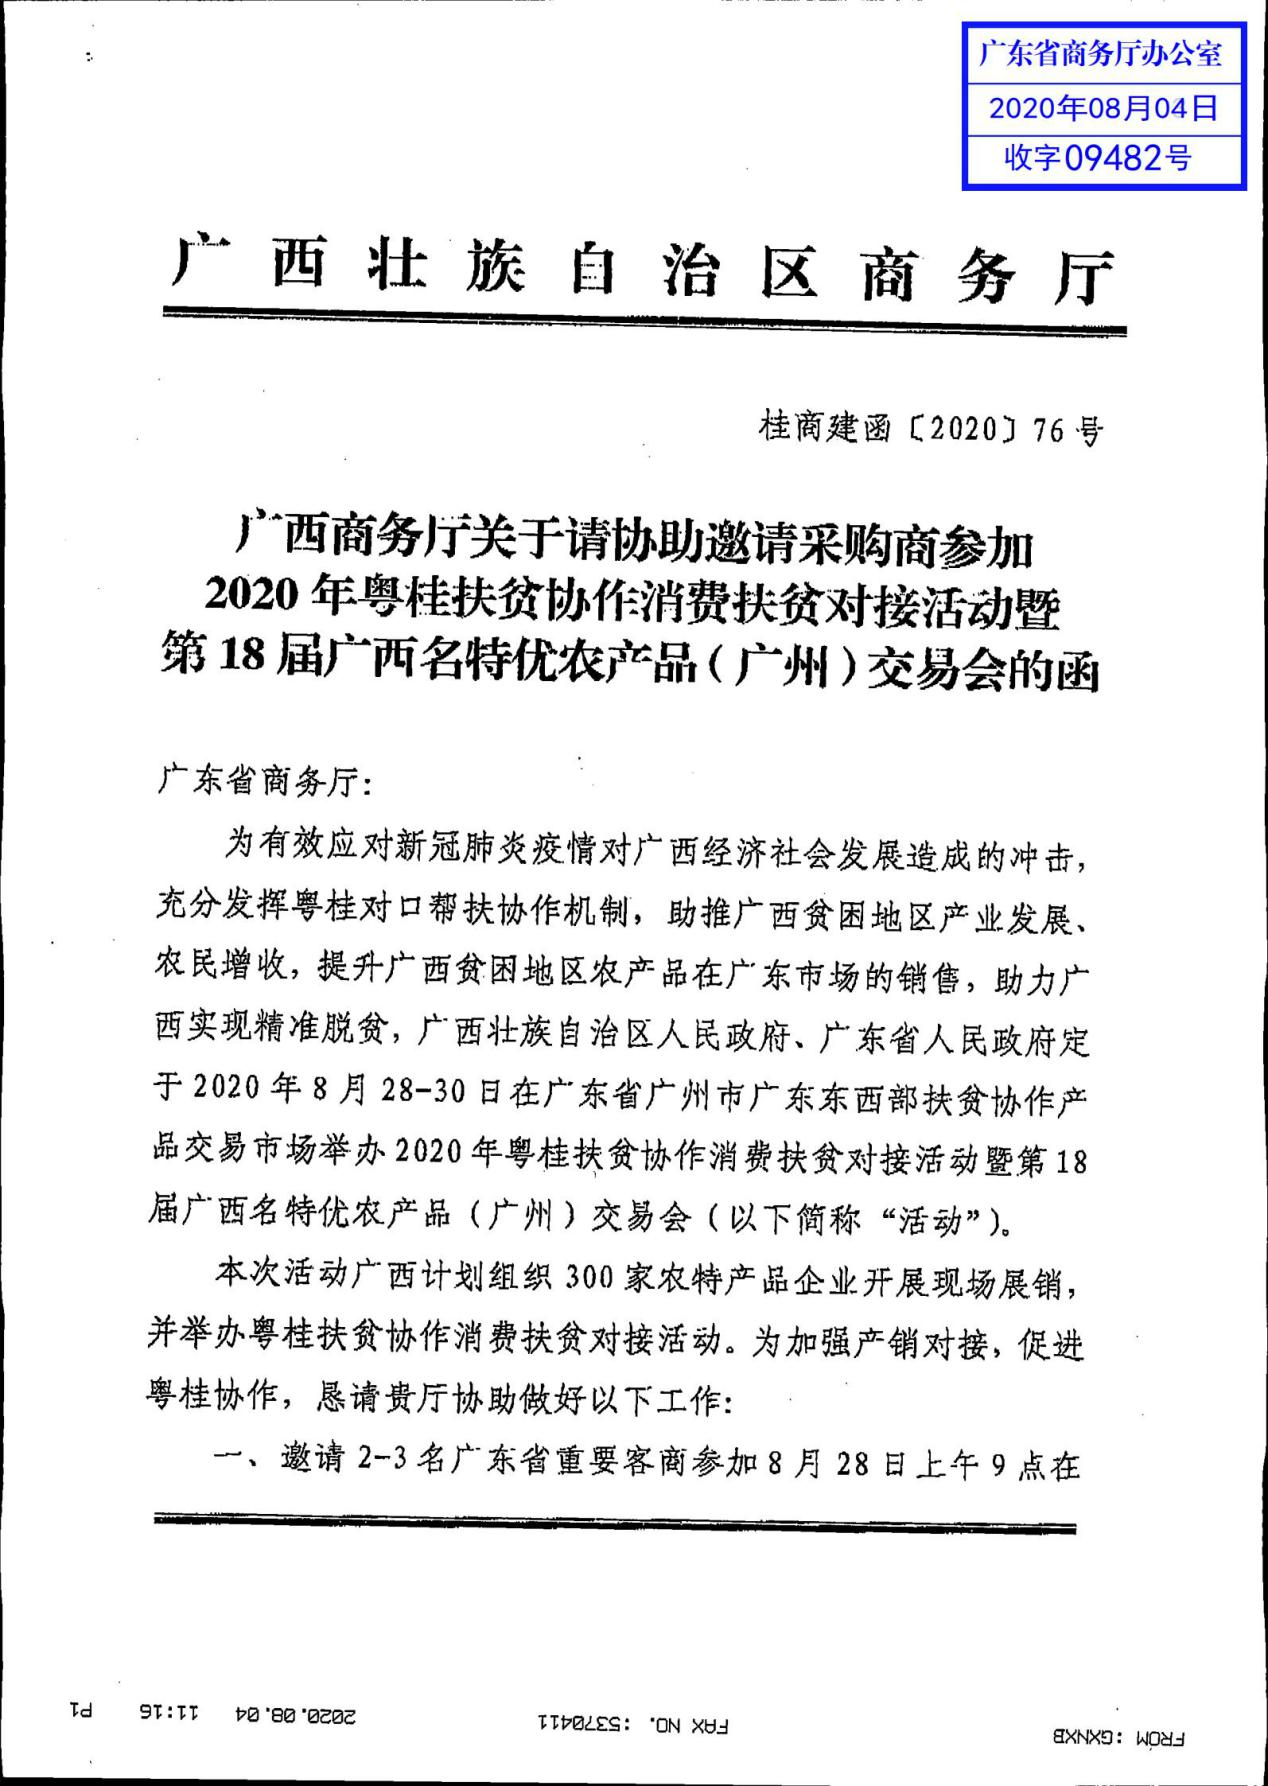 广东省商务厅办公室
2020年08月04日
收字09482号
广西壮族自治区商务厅
桂商建函〔2020〕76号
广西商务厅关于请协助邀请采购商参加
2020年粤桂扶贫协作消费扶贫对接活动暨
第18届广西名特优农产品（广州）交易会的函
广东省商务厅：
为有效应对新冠肺炎疫情对广西经济社会发展造成的冲击，
充分发挥粤桂对口帮扶协作机制，助推广西贫困地区产业发展、
农民增收，提升广西贫困地区农产品在广东市场的销售，助力广
西实现精准脱贫，广西壮族自治区人民政府、广东省人民政府定
于2020年8月28-30日在广东省广州市广东东西部扶贫协作产
品交易市场举办2020年粤桂扶贫协作消费扶贫对接活动暨第18
届广西名特优农产品（广州）交易会（以下简称“活动”）。
本次活动广西计划组织300家农特产品企业开展现场展销，
并举办粤桂扶贫协作消费扶贫对接活动。为加强产销对接，促进
粤桂协作，恳请贵厅协助做好以下工作：
一、邀请2-3名广东省重要客商参加8月28日上午9点在
FROM :GXNXB FAX NO. :5370411 2020.08.04 11:16 P1